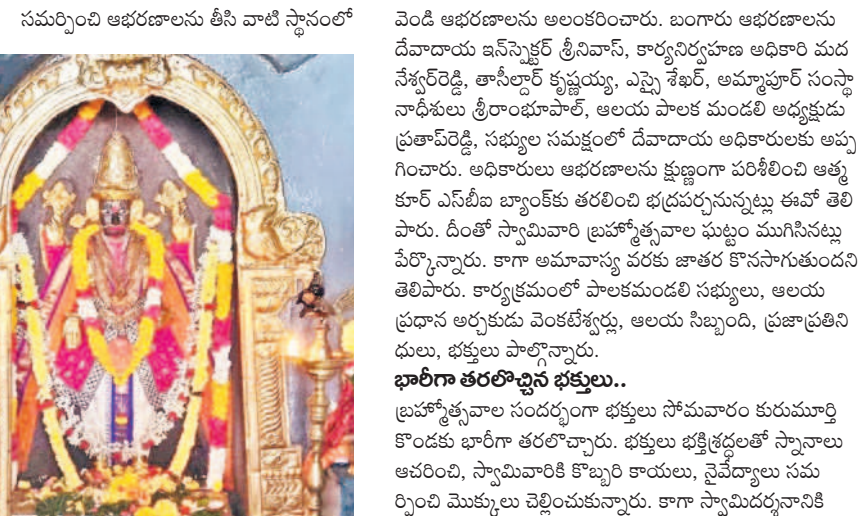 సమర్పించి ఆభరణాలను తీసి వాటి స్థానంలో
వెండి ఆభరణాలను అలంకరించారు. బంగారు ఆభరణాలను
దేవాదాయ ఇన్‌స్పెక్టర్ శ్రీనివాస్, కార్యనిర్వహణ అధికారి మద
నేశ్వర్‌రెడ్డి, తాసీల్దార్ కృష్ణయ్య, ఎస్సై శేఖర్, అమ్మాపూర్ సంస్థా
నాధీశులు శ్రీరాంభూపాల్, ఆలయ పాలక మండలి అధ్యక్షుడు
ప్రతాప్‌రెడ్డి, సభ్యుల సమక్షంలో దేవాదాయ అధికారులకు అప్ప
గించారు. అధికారులు ఆభరణాలను క్షుణ్ణంగా పరిశీలించి ఆత్మ
కూర్ ఎస్‌బీఐ బ్యాంక్‌కు తరలించి భద్రపర్చనున్నట్లు ఈవో తెలి
పారు. దీంతో స్వామివారి బ్రహ్మోత్సవాల ఘట్టం ముగిసినట్లు
పేర్కొన్నారు. కాగా అమావాస్య వరకు జాతర కొనసాగుతుందని
తెలిపారు. కార్యక్రమంలో పాలకమండలి సభ్యులు, ఆలయ
ప్రధాన అర్చకుడు వెంకటేశ్వర్లు, ఆలయ సిబ్బంది, ప్రజాప్రతిని
ధులు, భక్తులు పాల్గొన్నారు.
భారీగా తరలొచ్చిన భక్తులు..
బ్రహ్మోత్సవాల సందర్భంగా భక్తులు సోమవారం కురుమూర్తి
కొండకు భారీగా తరలొచ్చారు. భక్తులు భక్తిశ్రద్ధలతో స్నానాలు
ఆచరించి, స్వామివారికి కొబ్బరి కాయలు, నైవేద్యాలు సమ
ర్పించి మొక్కులు చెల్లించుకున్నారు. కాగా స్వామిదర్శనానికి